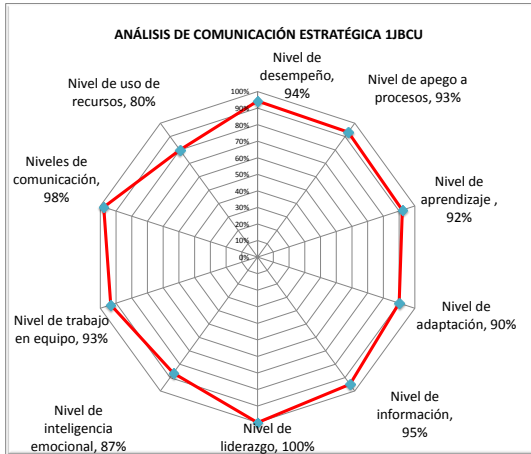 ANÁLISIS DE COMUNICACIÓN ESTRATÉGICA 1JBCU
Nivel de
desempeño,
94%
Nivel de apego a
procesos, 93%
Nivel de
aprendizaje ,
92%
Nivel de
adaptación, 90%
Nivel de
información,
95%
Nivel de
liderazgo, 100%
Nivel de
inteligencia
emocional, 87%
Nivel de trabajo
en equipo, 93%
Niveles de
comunicación,
98%
Nivel de uso de
recursos, 80%
100%
90%
80%
70%
60%
50%
40%
30%
20%
10%
0%